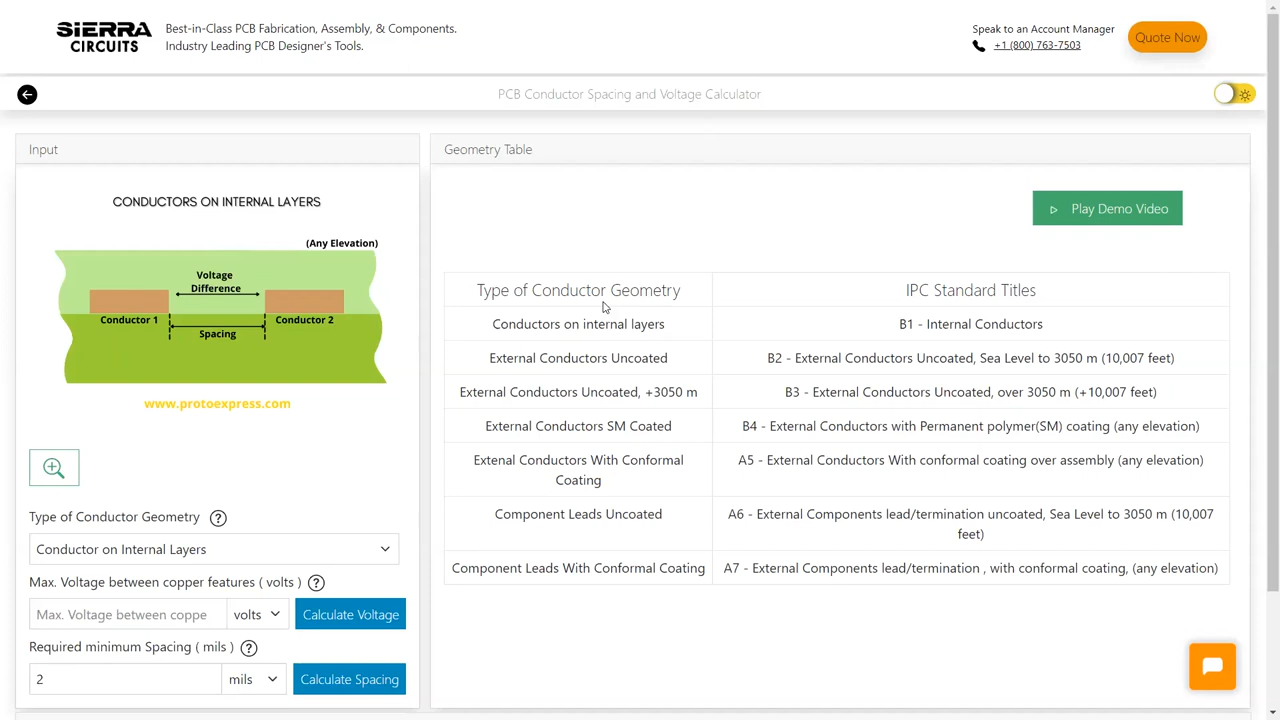 SIERRA
CIRCUITS
Best-in-Class PCB Fabrication, Assembly, & Components.
Industry Leading PCB Designer's Tools.
Speak to an Account Manager
+1 (800) 763-7503
Quote Now
PCB Conductor Spacing and Voltage Calculator
Input
CONDUCTORS ON INTERNAL LAYERS
(Any Elevation)
Voltage
Difference
Conductor 1
Conductor 2
Spacing
www.protoexpress.com
Type of Conductor Geometry ?
Conductor on Internal Layers
Max. Voltage between copper features ( volts ) ?
Max. Voltage between coppe volts Calculate Voltage
Required minimum Spacing ( mils ) ?
2 mils Calculate Spacing
Geometry Table
Play Demo Video
Type of Conductor Geometry IPC Standard Titles
Conductors on internal layers B1 - Internal Conductors
External Conductors Uncoated B2 - External Conductors Uncoated, Sea Level to 3050 m (10,007 feet)
External Conductors Uncoated, +3050 m B3 - External Conductors Uncoated, over 3050 m (+10,007 feet)
External Conductors SM Coated B4 - External Conductors with Permanent polymer(SM) coating (any elevation)
Extenal Conductors With Conformal
Coating
A5 - External Conductors With conformal coating over assembly (any elevation)
Component Leads Uncoated
A6 - External Components lead/termination uncoated, Sea Level to 3050 m (10,007
feet)
Component Leads With Conformal Coating A7 - External Components lead/termination , with conformal coating, (any elevation)